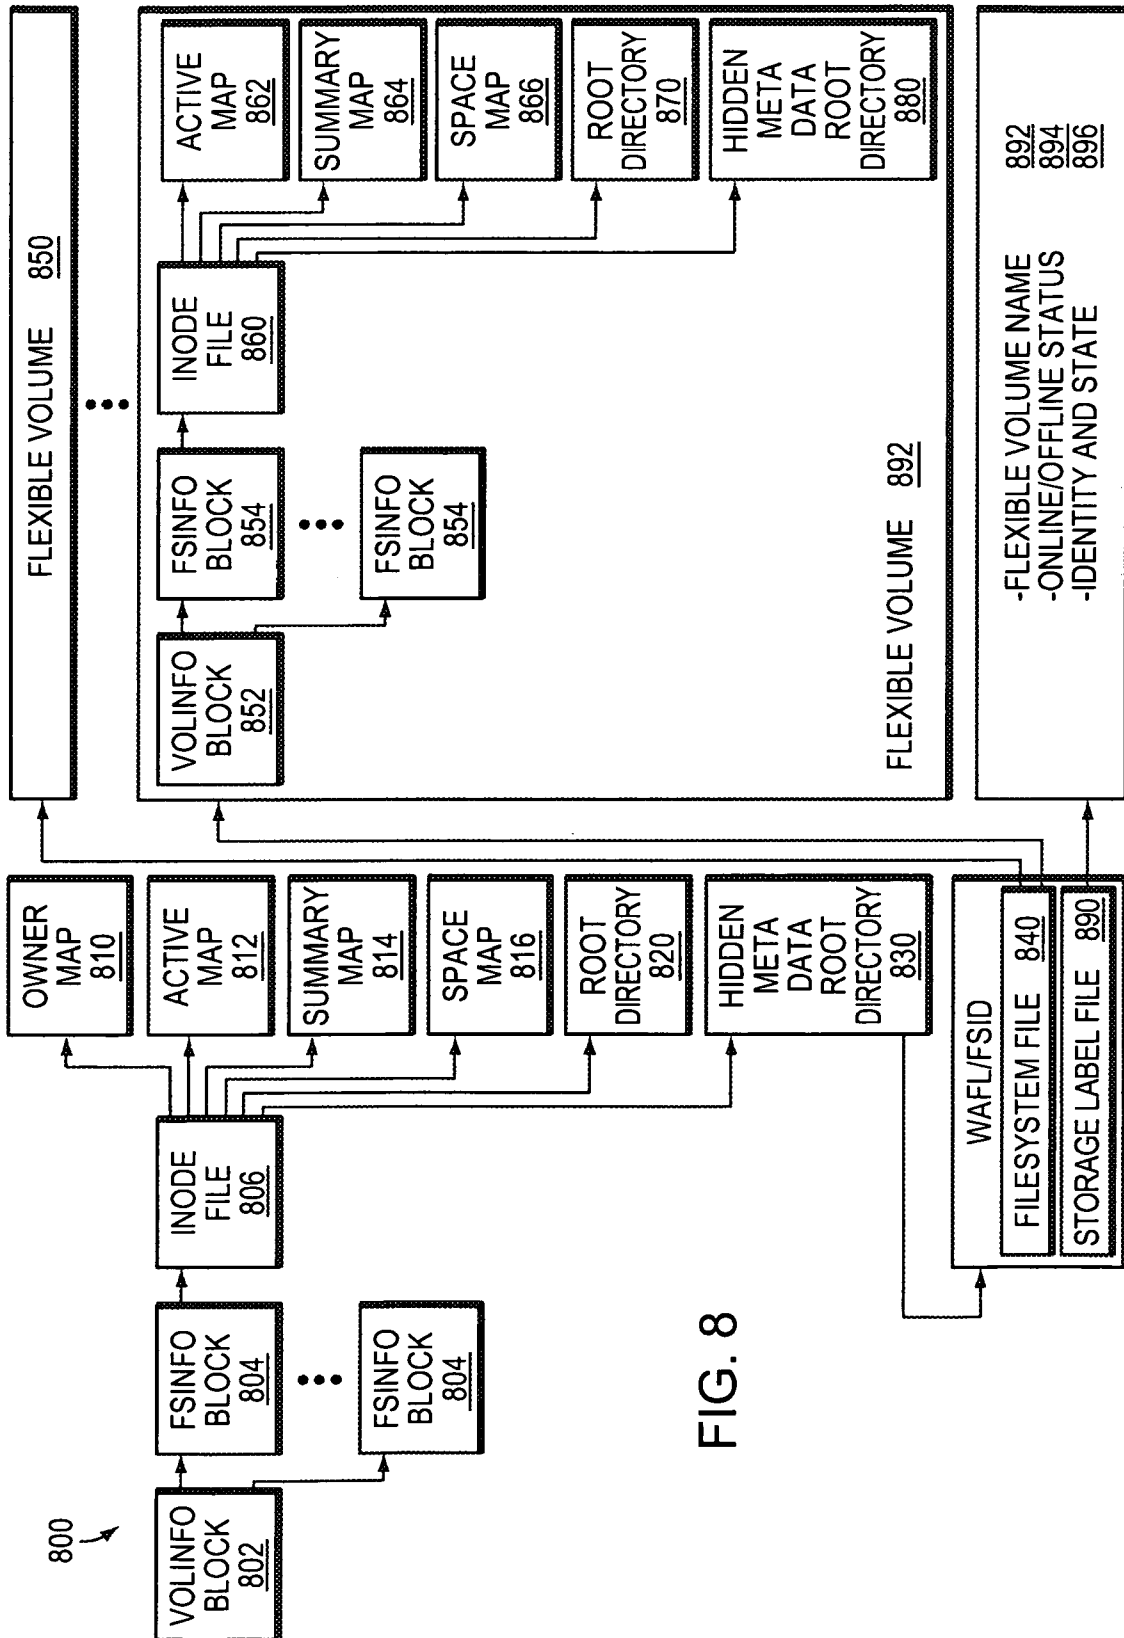 800
VOLINFO
BLOCK
802
FSINFO
BLOCK
804
FSINFO
BLOCK
804
INODE
FILE
806
OWNER
MAP
810
ACTIVE
MAP
812
SUMMARY
MAP
814
SPACE
MAP
816
ROOT
DIRECTORY
820
HIDDEN
META
DATA
ROOT
DIRECTORY
830
WAFL/FSID
FILESYSTEM FILE 840
STORAGE LABEL FILE 890
FLEXIBLE VOLUME 850
VOLINFO
BLOCK
852
FSINFO
BLOCK
854
FSINFO
BLOCK
854
INODE
FILE
860
ACTIVE
MAP
862
SUMMARY
MAP
864
SPACE
MAP
866
ROOT
DIRECTORY
870
HIDDEN
META
DATA
ROOT
DIRECTORY
880
FLEXIBLE VOLUME 892
-FLEXIBLE VOLUME NAME 892
-ONLINE/OFFLINE STATUS 894
-IDENTITY AND STATE 896
FIG. 8